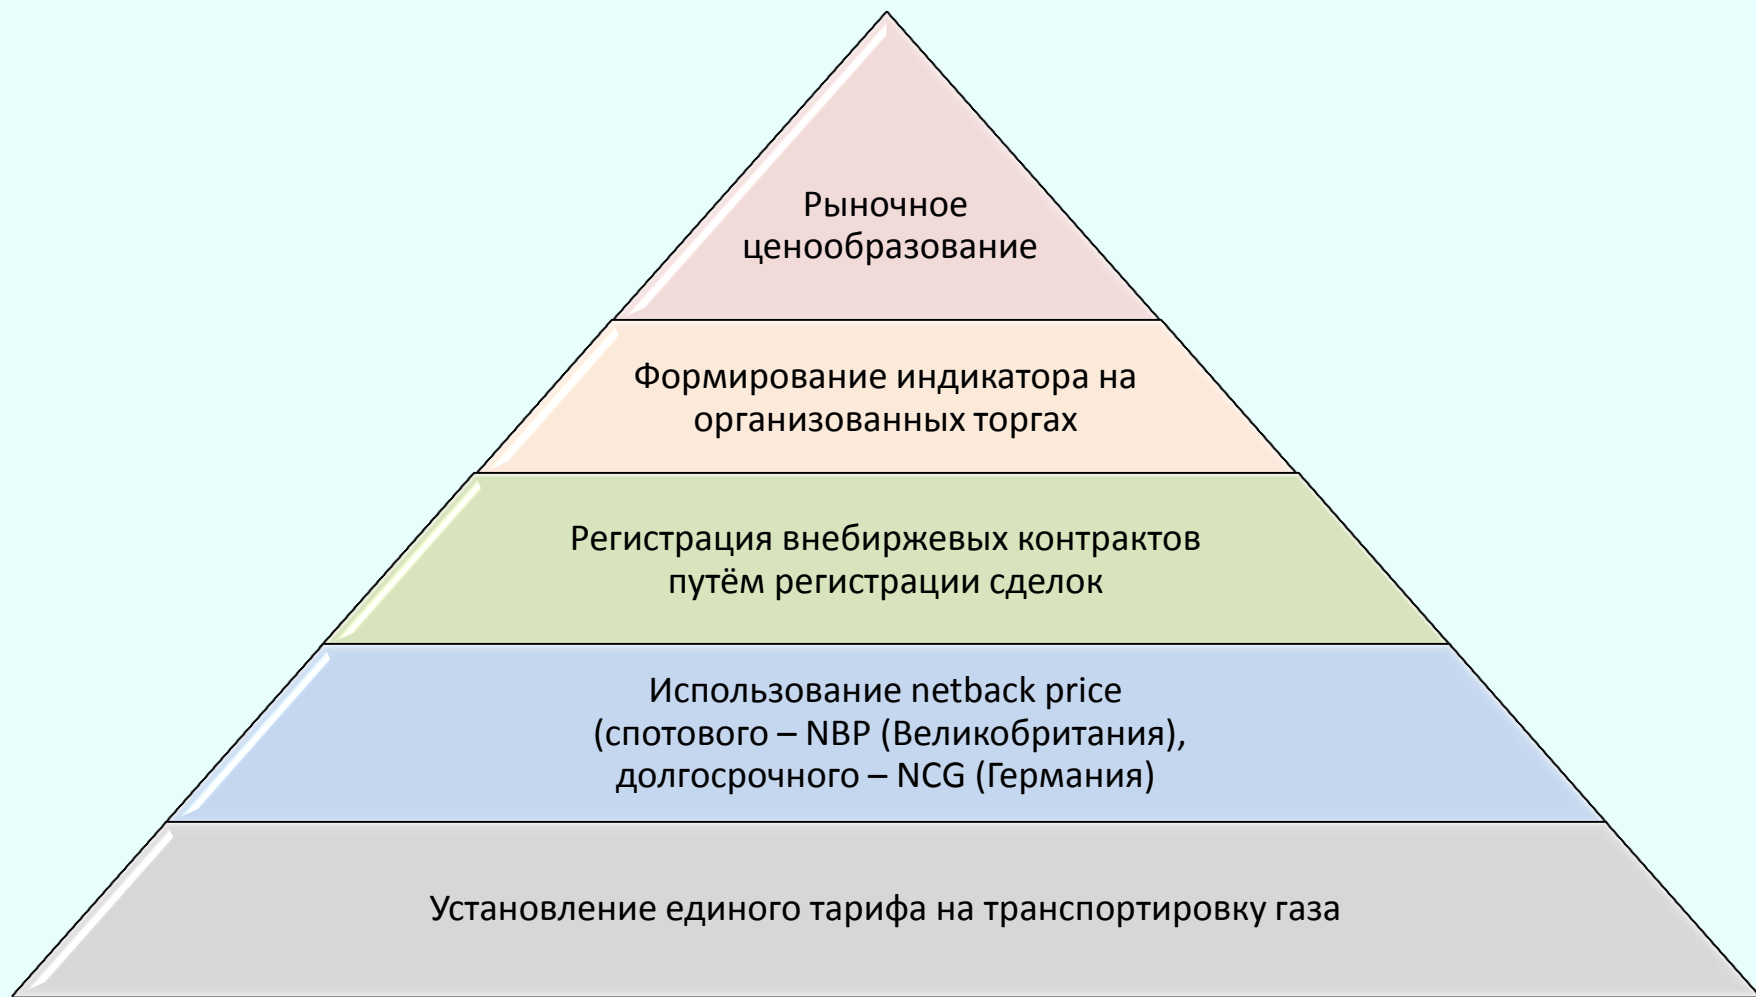 Рыночное
ценообразование
Формирование индикатора на
организованных торгах
Регистрация внебиржевых контрактов
путём регистрации сделок
Использование netback price
(спотового – NBP (Великобритания),
долгосрочного – NCG (Германия)
Установление единого тарифа на транспортировку газа